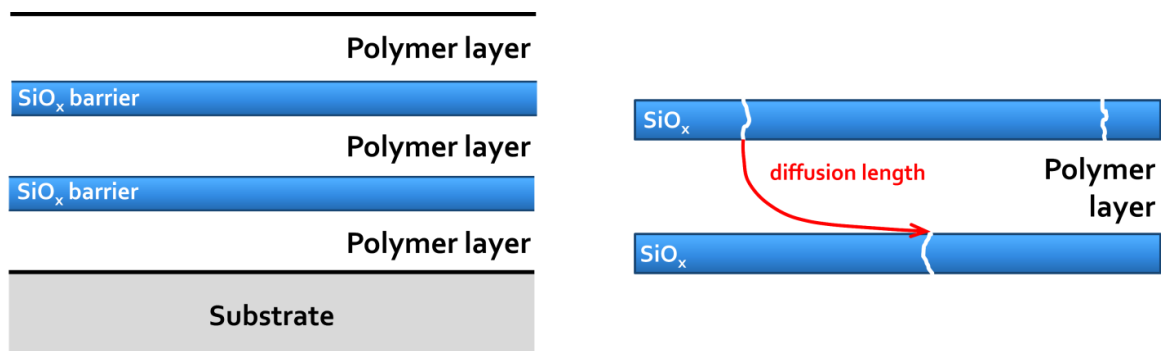 Polymer layer
SiOₓ barrier
Polymer layer
SiOₓ barrier
Polymer layer
Substrate
SiOₓ
diffusion length
Polymer
layer
SiOₓ